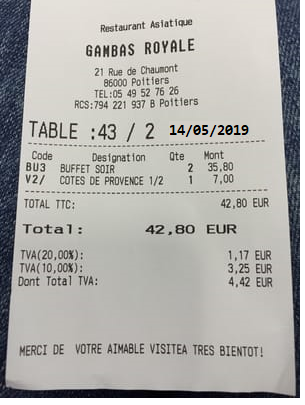 Restaurant Asiatique
GAMBAS ROYALE
21 Rue de Chaumont
86000 Poitiers
TEL:05 49 52 76 26
RCS:794 221 937 B Poitiers
TABLE :43 / 2 14/05/2019
Code Designation Qte Mont
BU3 BUFFET SOIR 2 35,80
V2/ COTES DE PROVENCE 1/2 1 7,00
TOTAL TTC: 42,80 EUR
Total: 42,80 EUR
TVA(20,00%): 1,17 EUR
TVA(10,00%): 3,25 EUR
Dont Total TVA: 4,42 EUR
MERCI DE VOTRE AIMABLE VISITEA TRES BIENTOT!